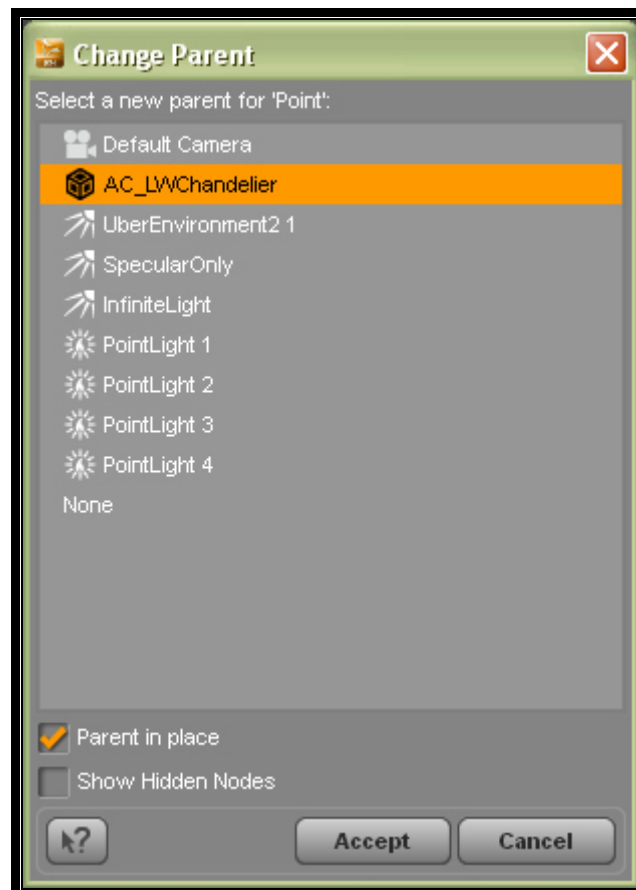 Change Parent
Select a new parent for 'Point':
Default Camera
AC_LWChandelier
UberEnvironment2 1
SpecularOnly
InfiniteLight
PointLight 1
PointLight 2
PointLight 3
PointLight 4
None
Parent in place
Show Hidden Nodes
? Accept Cancel